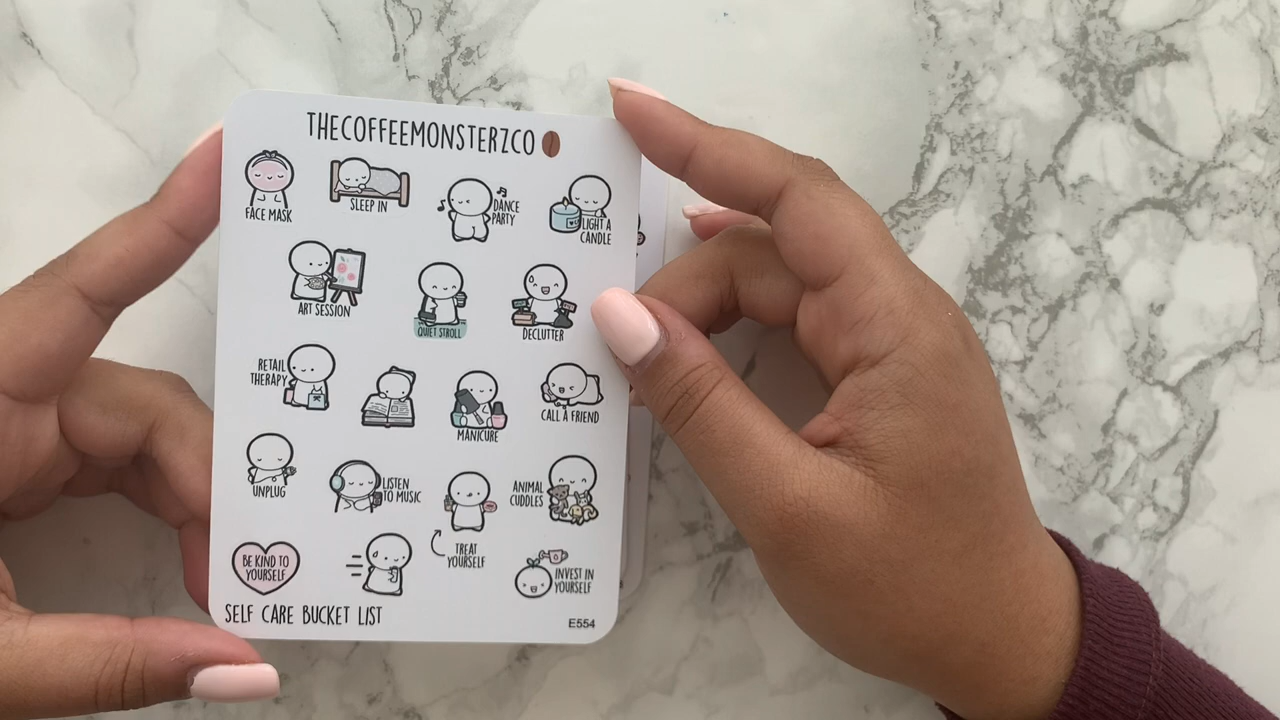 THECOFFEEMONSTERZCO
FACE MASK
SLEEP IN
DANCE
PARTY
LIGHT A
CANDLE
ART SESSION
QUIET STROLL
DECLUTTER
RETAIL
THERAPY
MANICURE
CALL A FRIEND
UNPLUG
LISTEN
TO MUSIC
TREAT
YOURSELF
ANIMAL
CUDDLES
BE KIND TO
YOURSELF
INVEST IN
YOURSELF
SELF CARE BUCKET LIST
E554